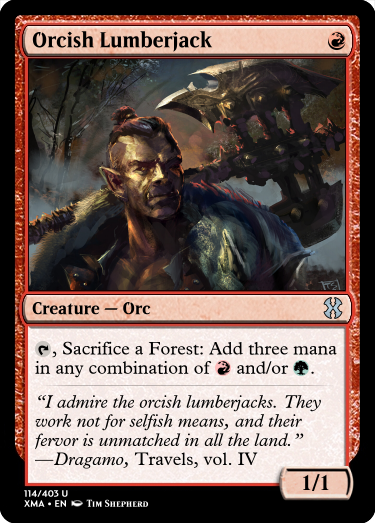 Orcish Lumberjack
Creature — Orc
, Sacrifice a Forest: Add three mana
in any combination of and/or .
“I admire the orcish lumberjacks. They
work not for selfish means, and their
fervor is unmatched in all the land.”
—Dragamo, Travels, vol. IV
1/1
114/403 U
XMA • EN Tim Shepherd